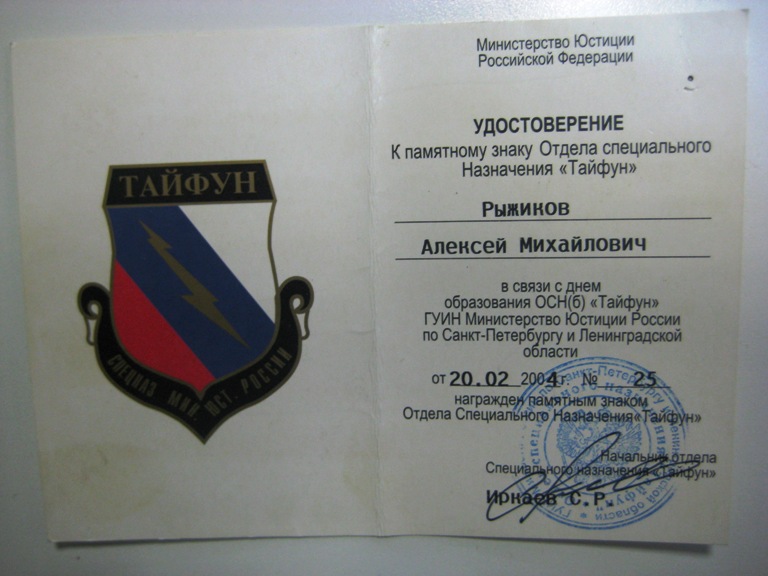 ТАЙФУН
СПЕЦНАЗ МИН. ЮСТ. РОССИИ
Министерство Юстиции
Российской Федерации
УДОСТОВЕРЕНИЕ
К памятному знаку Отдела специального
Назначения «Тайфун»
Рыжиков
Алексей Михайлович
в связи с днем
образования ОСН(б) «Тайфун»
ГУИН Министерство Юстиции России
по Санкт-Петербургу и Ленинградской
области
от 20.02 2004г. № 25
награжден памятным знаком
Отдела Специального Назначения«Тайфун»
Начальник отдела
Специального назначения «Тайфун»
Иркаев С.Р.